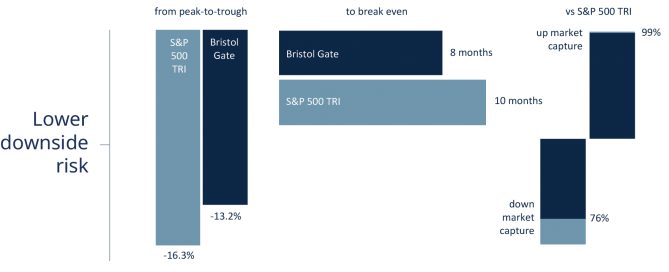 from peak-to-trough
to break even
vs S&P 500 TRI
Lower
downside
risk
S&P
500
TRI
Bristol
Gate
-16.3%
-13.2%
Bristol Gate
8 months
S&P 500 TRI
10 months
up market
capture
99%
down
market
capture
76%